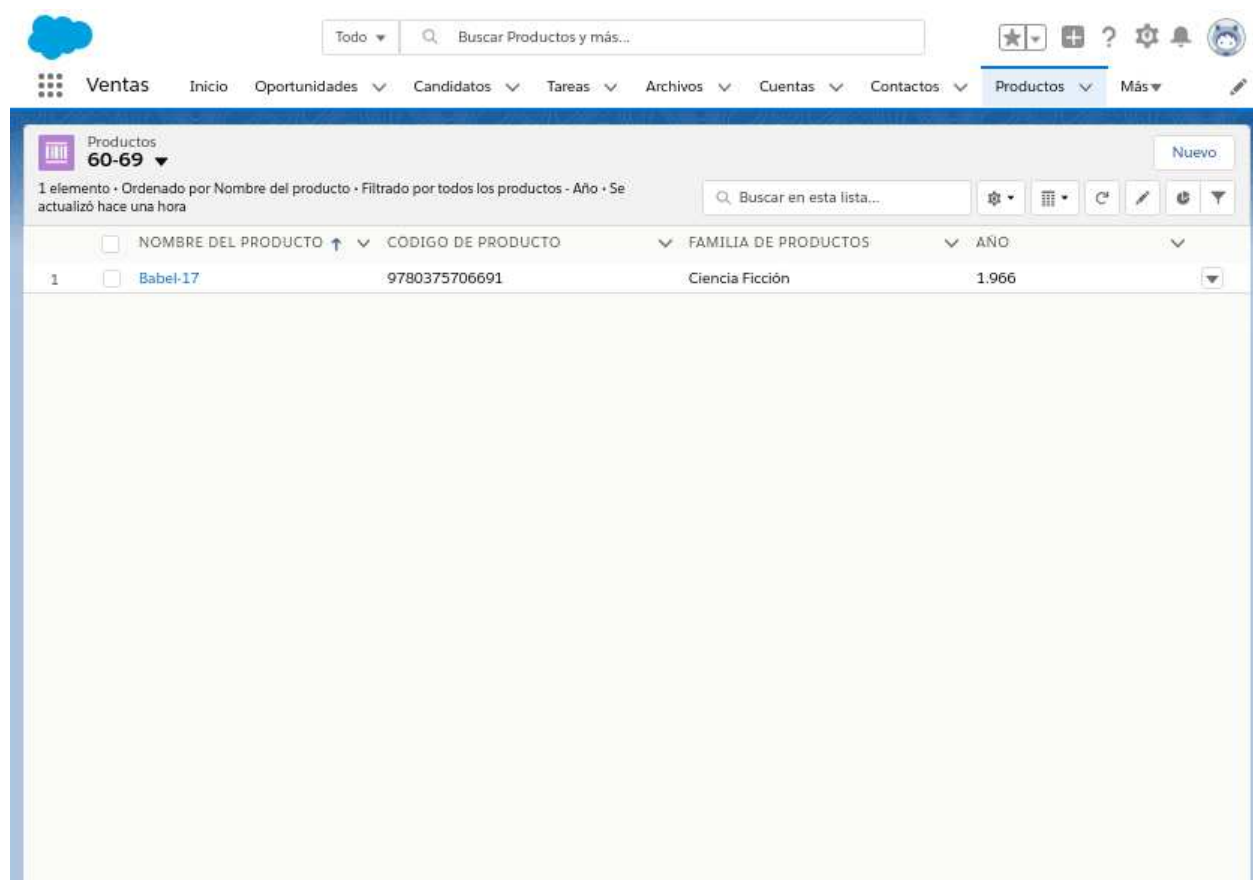 Todo Buscar Productos y más...
Ventas Inicio Oportunidades Candidatos Tareas Archivos Cuentas Contactos Productos Más
Productos
60-69
Nuevo
1 elemento • Ordenado por Nombre del producto • Filtrado por todos los productos - Año • Se
actualizó hace una hora
Buscar en esta lista...
NOMBRE DEL PRODUCTO CODIGO DE PRODUCTO FAMILIA DE PRODUCTOS AÑO
1 Babel-17 9780375706691 Ciencia Ficción 1.966